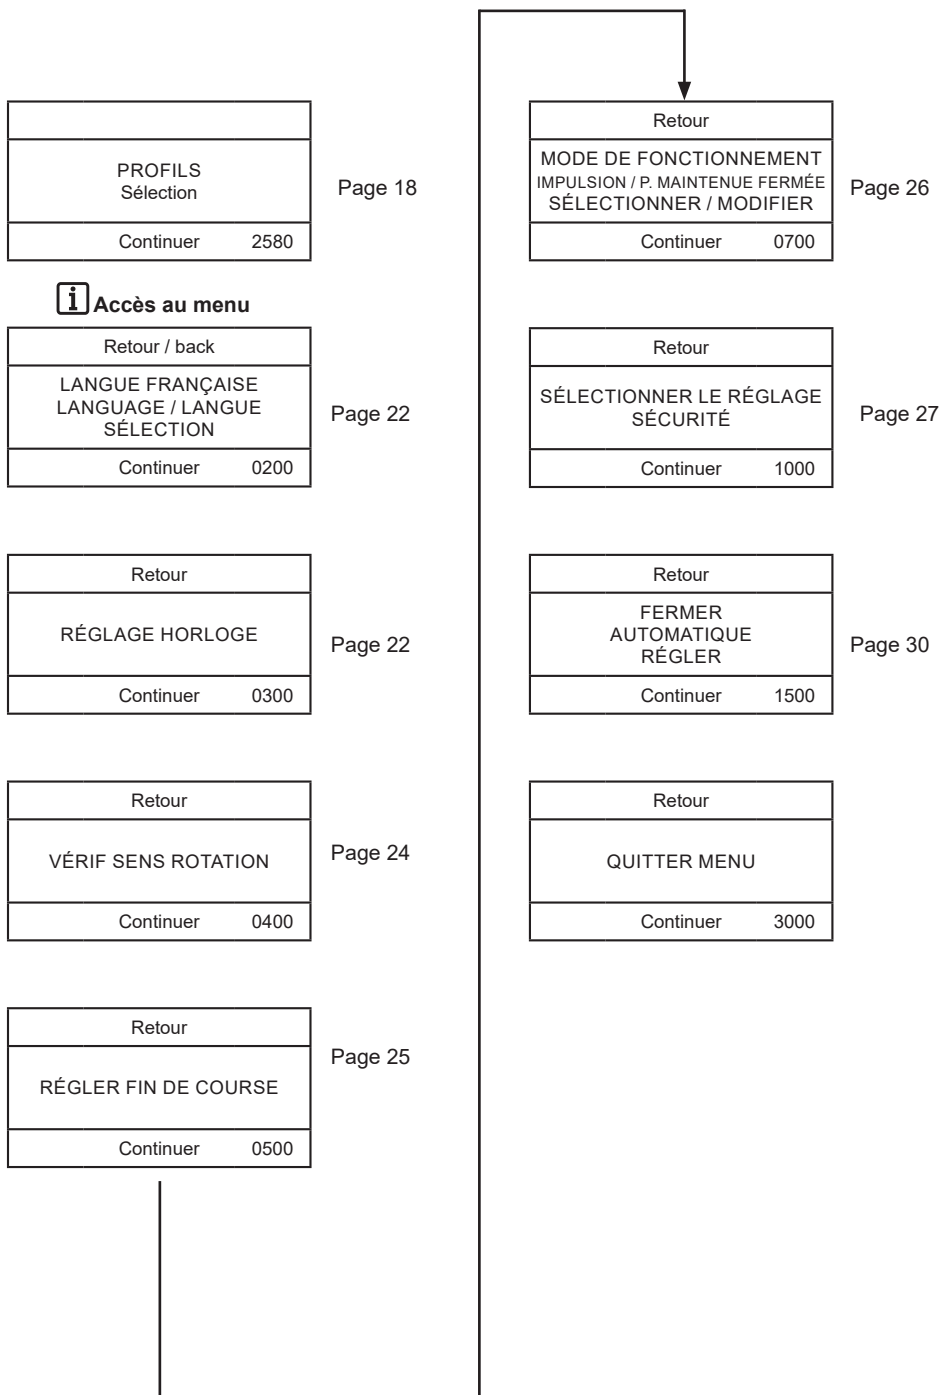 PROFILS
Sélection
Continuer 2580
Page 18
i Accès au menu
Retour / back
LANGUE FRANÇAISE
LANGUAGE / LANGUE
SÉLECTION
Continuer 0200
Page 22
Retour
RÉGLAGE HORLOGE
Continuer 0300
Page 22
Retour
VÉRIF SENS ROTATION
Continuer 0400
Page 24
Retour
RÉGLER FIN DE COURSE
Continuer 0500
Page 25
Retour
MODE DE FONCTIONNEMENT
IMPULSION / P. MAINTENUE FERMÉE
SÉLECTIONNER / MODIFIER
Continuer 0700
Page 26
Retour
SÉLECTIONNER LE RÉGLAGE
SÉCURITÉ
Continuer 1000
Page 27
Retour
FERMER
AUTOMATIQUE
RÉGLER
Continuer 1500
Page 30
Retour
QUITTER MENU
Continuer 3000